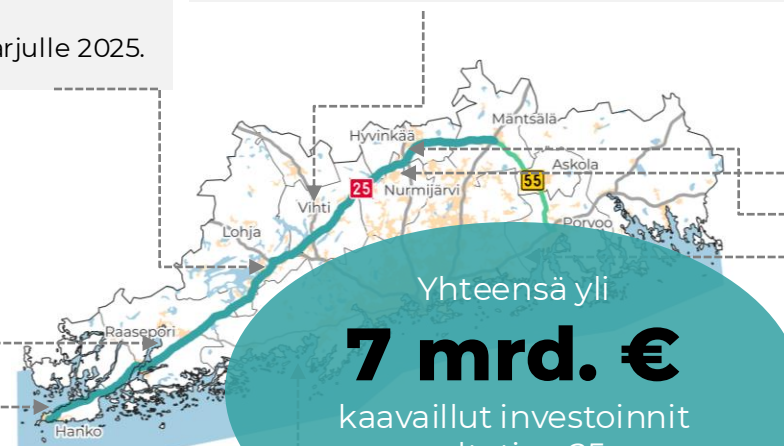 rjulle 2025.
Mäntsälä
Hyvinkää
Askola
55
25
Nurmijärvi
Vihti
Porvoo
Lohja
Yhteensä yli
Raasepori
7 mrd. €
kaavaillut investoinnit
Hanko